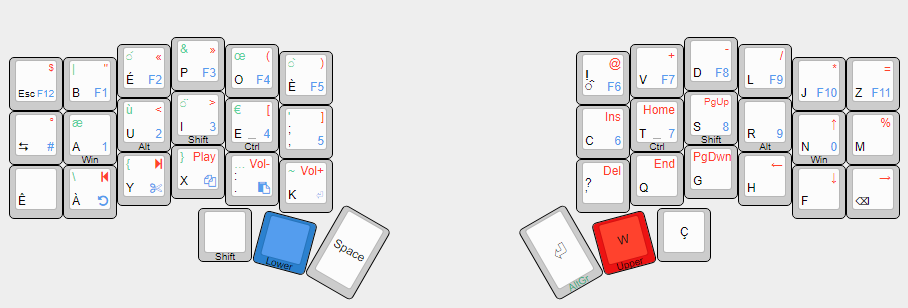 $ | " ć « & » œ ( ć )
Esc F12 B F1 É F2 P F3 O F4 È F5
° æ ù < ć > € [ ' ; ]
⇆ # A 1 U 2 I 3 E _ 4 , 5
Win Alt Shift Ctrl
\ { } Play … Vol- ~ Vol+
Ê À Y X . : K
Shift Lower Space
@ + - / * =
! F6 V F7 D F8 L F9 J F10 Z F11
Ins Home PgUp ↑ %
C 6 T _ 7 S 8 R 9 N 0 M
Ctrl Shift Alt Win
Del End PgDwn ← ↓ →
? ' Q G H F ⌫
AltGr W Upper Ç